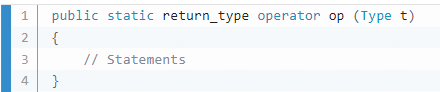 1 public static return_type operator op (Type t)
2 {
3 // Statements
4 }